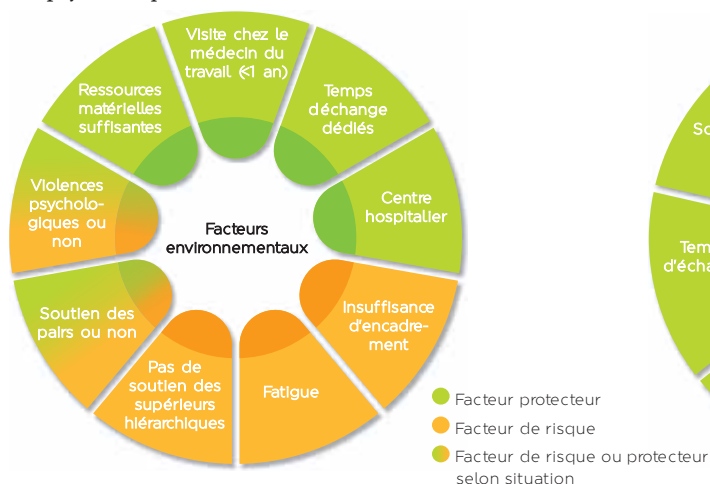 Visite chez le
médecin du
travail (<1 an)
Temps
déchange
dédiés
Centre
hospitalier
Insuffisance
d'encadre-
ment
Fatigue
Pas de
soutien des
supérieurs
hiérarchiques
Soutien des
pairs ou non
Violences
psycholo-
giques ou
non
Ressources
matérielles
suffisantes
Facteurs
environnementaux
Facteur protecteur
Facteur de risque
Facteur de risque ou protecteur
selon situation